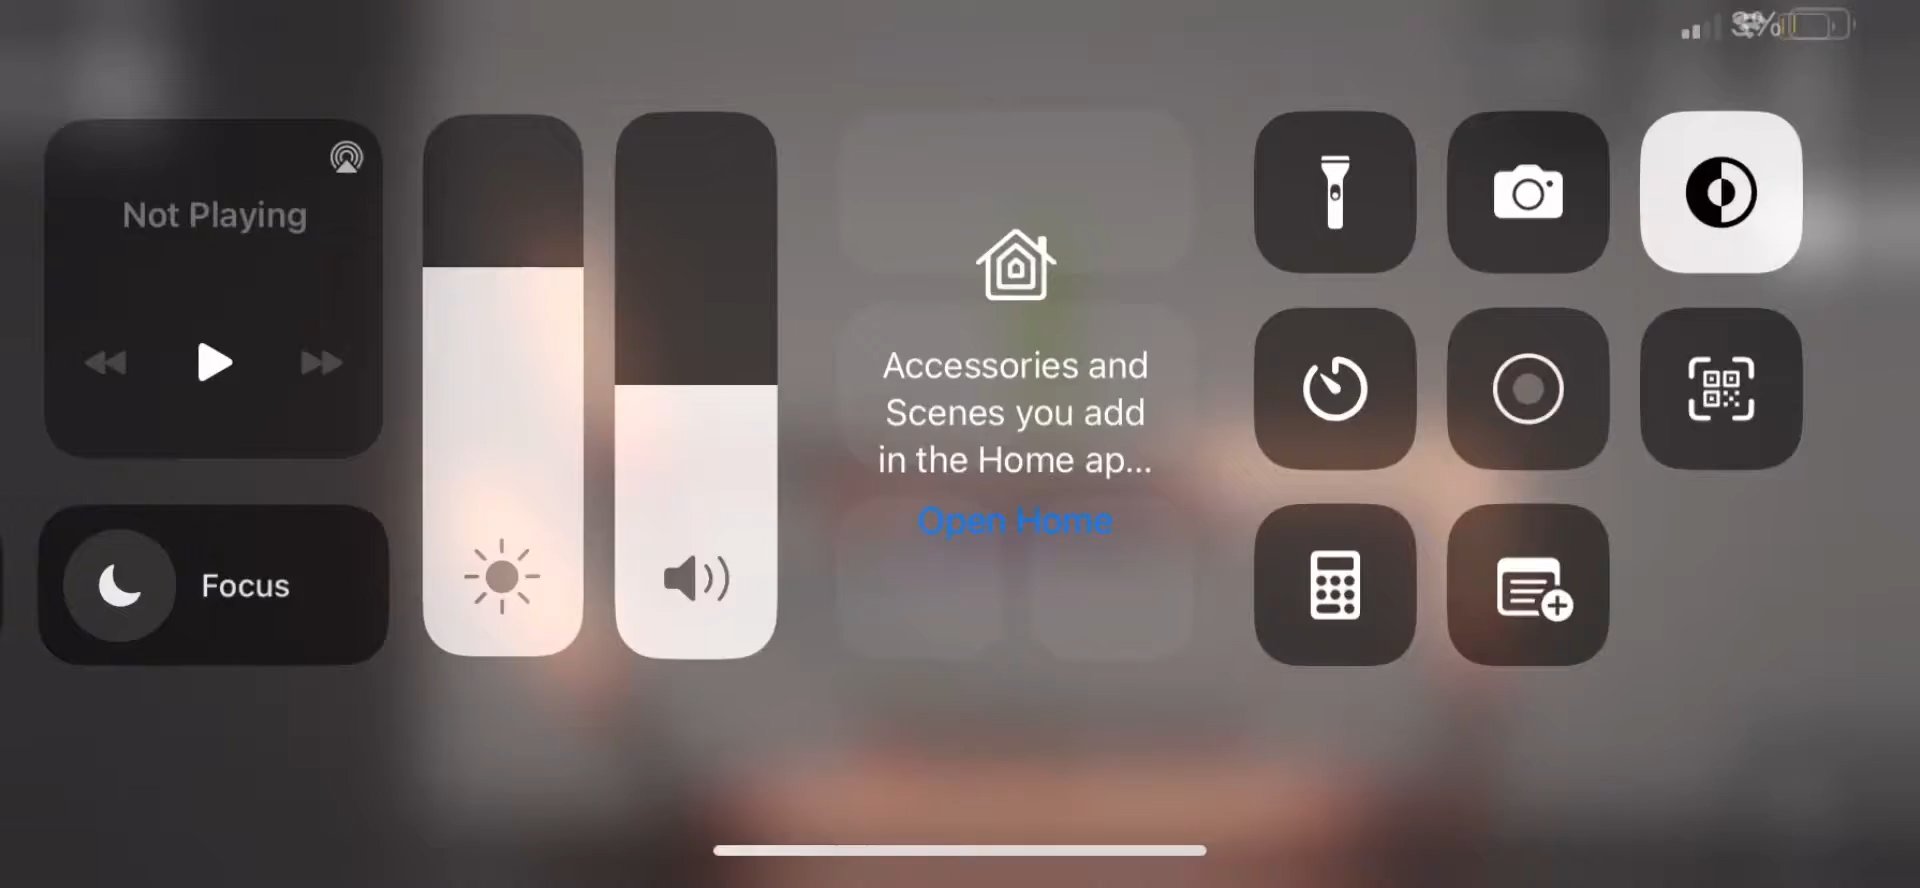 Not Playing
Focus
Accessories and
Scenes you add
in the Home ap...
Open Home